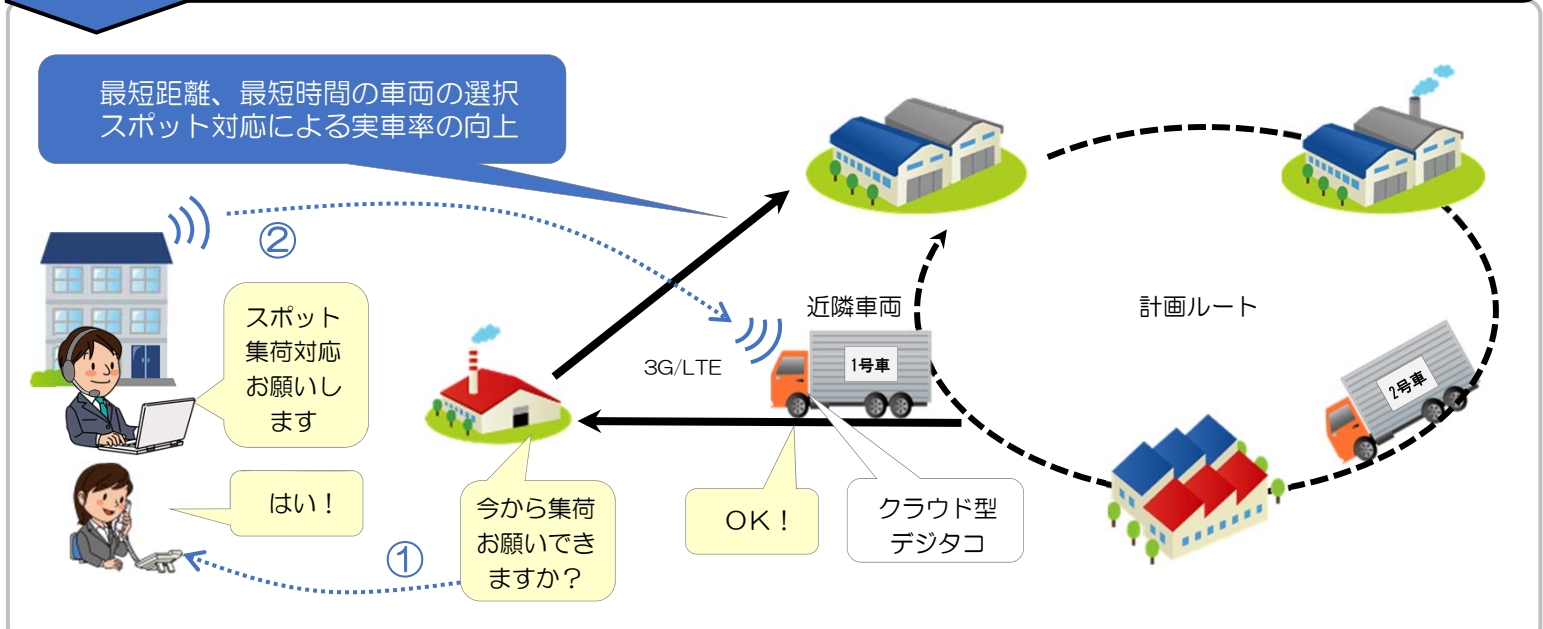 最短距離、最短時間の車両の選択
スポット対応による実車率の向上
②
スポット
集荷対応
お願いし
ます
はい！
①
今から集荷
お願いでき
ますか？
3G/LTE
近隣車両
1号車
OK！
クラウド型
デジタコ
計画ルート
2号車